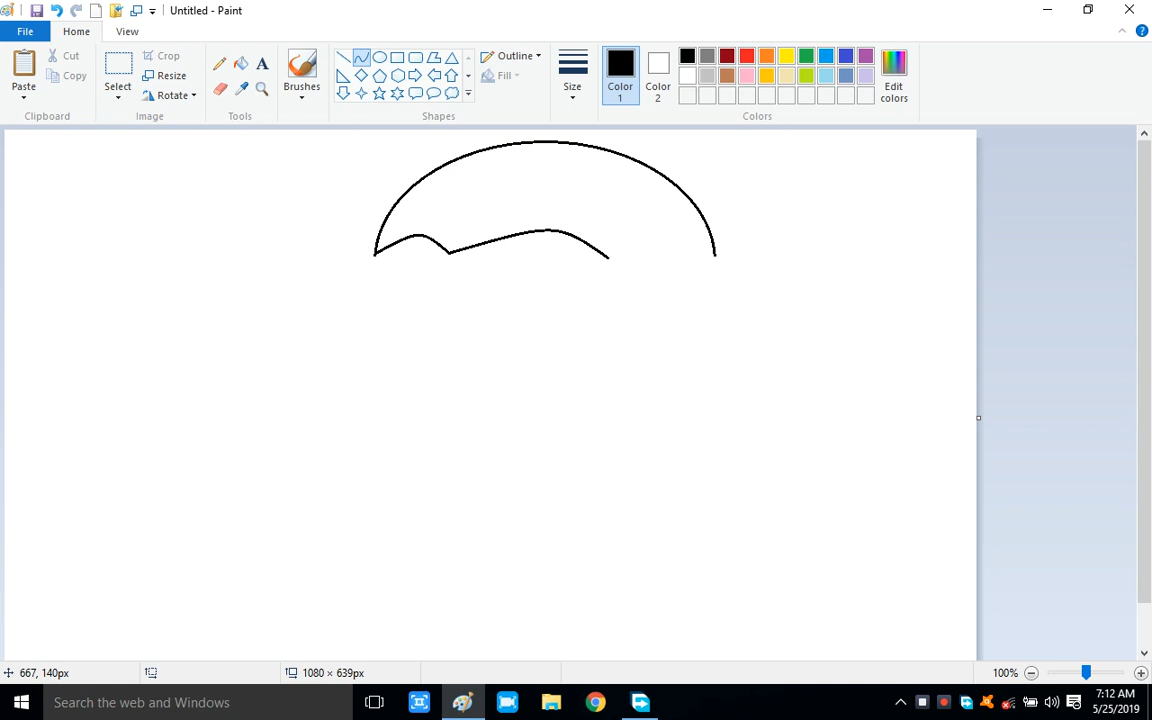 Untitled - Paint
File
Home
View
Paste
Cut
Copy
Clipboard
Select
Crop
Resize
Rotate
Image
A
Tools
Brushes
Outline
Fill
Shapes
Size
Color 1
Color 2
Edit colors
Colors
667, 140px
1080 × 639px
100%
Search the web and Windows
7:12 AM
5/25/2019